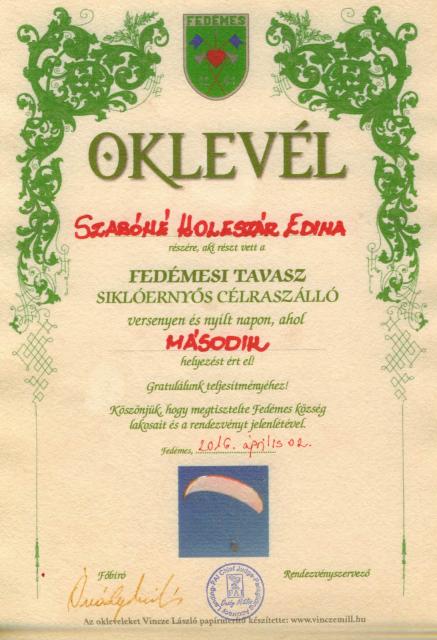 FEDÉMES
OKLEVÉL
SZABÓNÉ HOLESZÁR EDINA
részére, aki részt vett a
FEDÉMESI TAVASZ
SIKLÓERNYŐS CÉLRASZÁLLÓ
versenyen és nyílt napon, ahol
MÁSODIK
helyezést ért el!
Gratulálunk teljesítményéhez!
Köszönjük, hogy megtisztelte Fedémes község
lakosait és a rendezvényt jelenlétével.
Fedémes, 2016. április 02.
Főbíró
Rendezvényszervező
FAI
Az okleveleket Vincze László papírmerítő készítette: www.vinczemill.hu